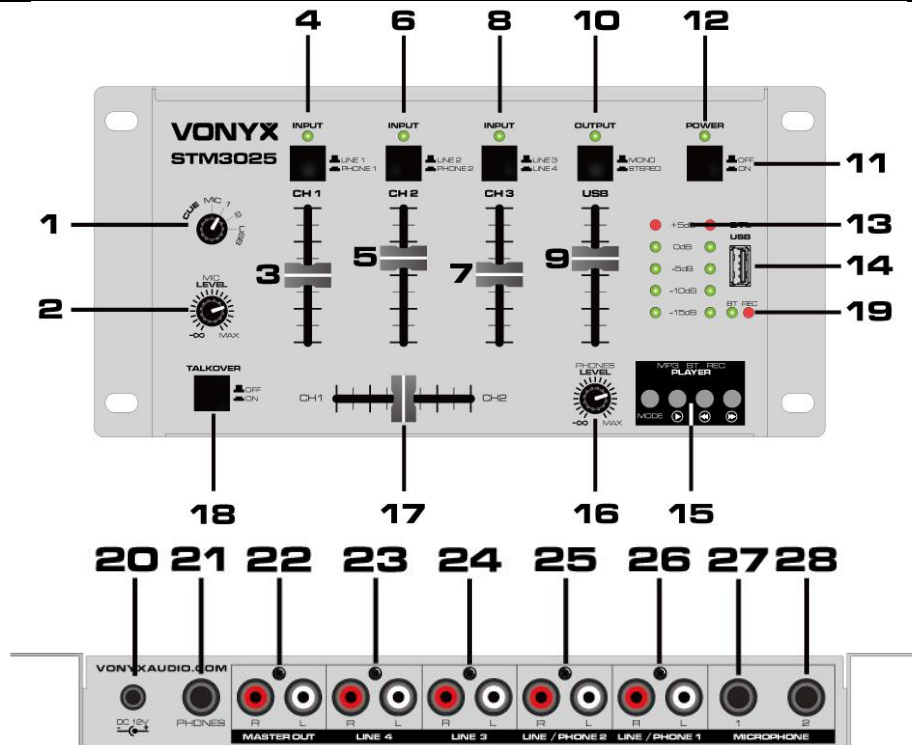 4 6 8 10 12
VONYX
STM3025
INPUT INPUT INPUT OUTPUT POWER
LINE 1 LINE 2 LINE 3 MONO OFF 11
PHONE 1 PHONE 2 LINE 4 STEREO ON
CH 1 CH 2 CH 3 USB
1 CUE MIC 1 2 USB
+5dB 13
USB
3 5 7 9
0dB
-5dB 14
-10dB
BT REC
-15dB 19
2 MIC
LEVEL
-∞ MAX
TALKOVER
OFF
ON
CH1 CH2
PHONES
LEVEL
-∞ MAX
MP3 BT REC
PLAYER
MODE
18 17 16 15
20 21 22 23 24 25 26 27 28
VONYXAUDIO.COM
DC 12V PHONES R L R L R L R L R L 1 2
- +
MASTER OUT LINE 4 LINE 3 LINE / PHONE 2 LINE / PHONE 1 MICROPHONE